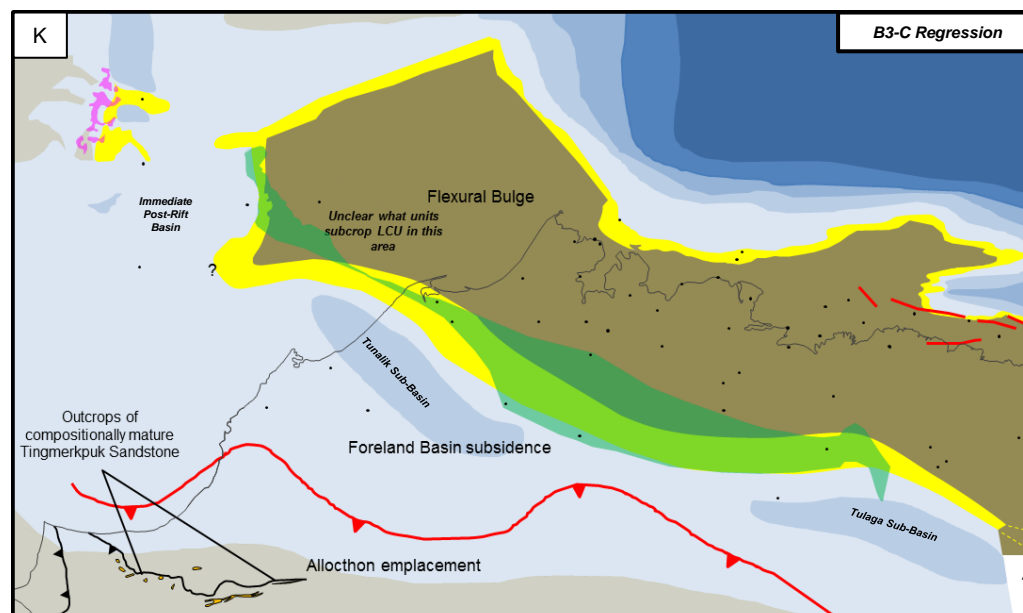 K
B3-C Regression
Flexural Bulge
Immediate
Post-Rift
Basin
Unclear what units
subcrop LCU in this
area
?
Tunalik Sub-Basin
Outcrops of
compositionally mature
Tingmerkpuk Sandstone
Foreland Basin subsidence
Tulaga Sub-Basin
Allocthon emplacement